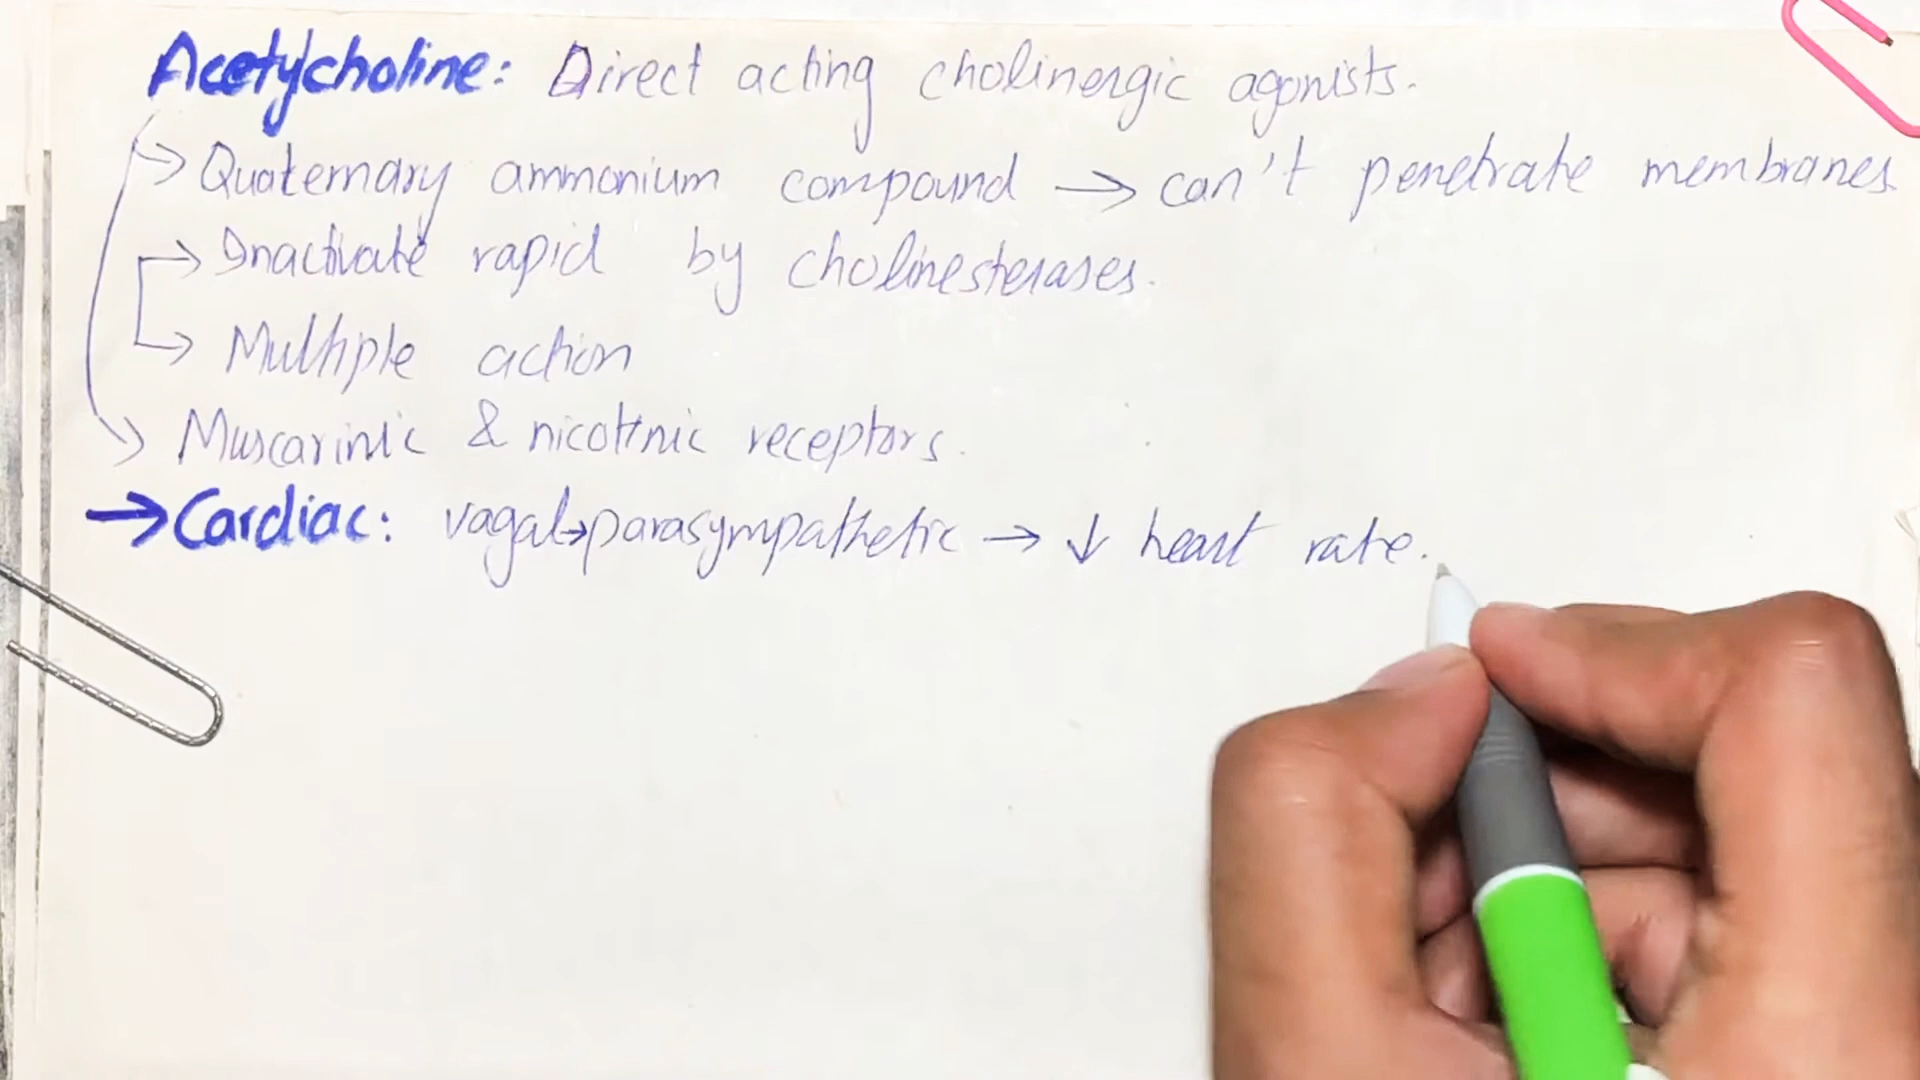 Acetylcholine: Direct acting cholinergic agonists.
→ Quaternary ammonium compound → can't penetrate membranes
→ Inactivate rapid by cholinesterases.
→ Multiple action
→ Muscarinic & nicotinic receptors.
→ Cardiac: vagal→parasympathetic → ↓ heart rate.